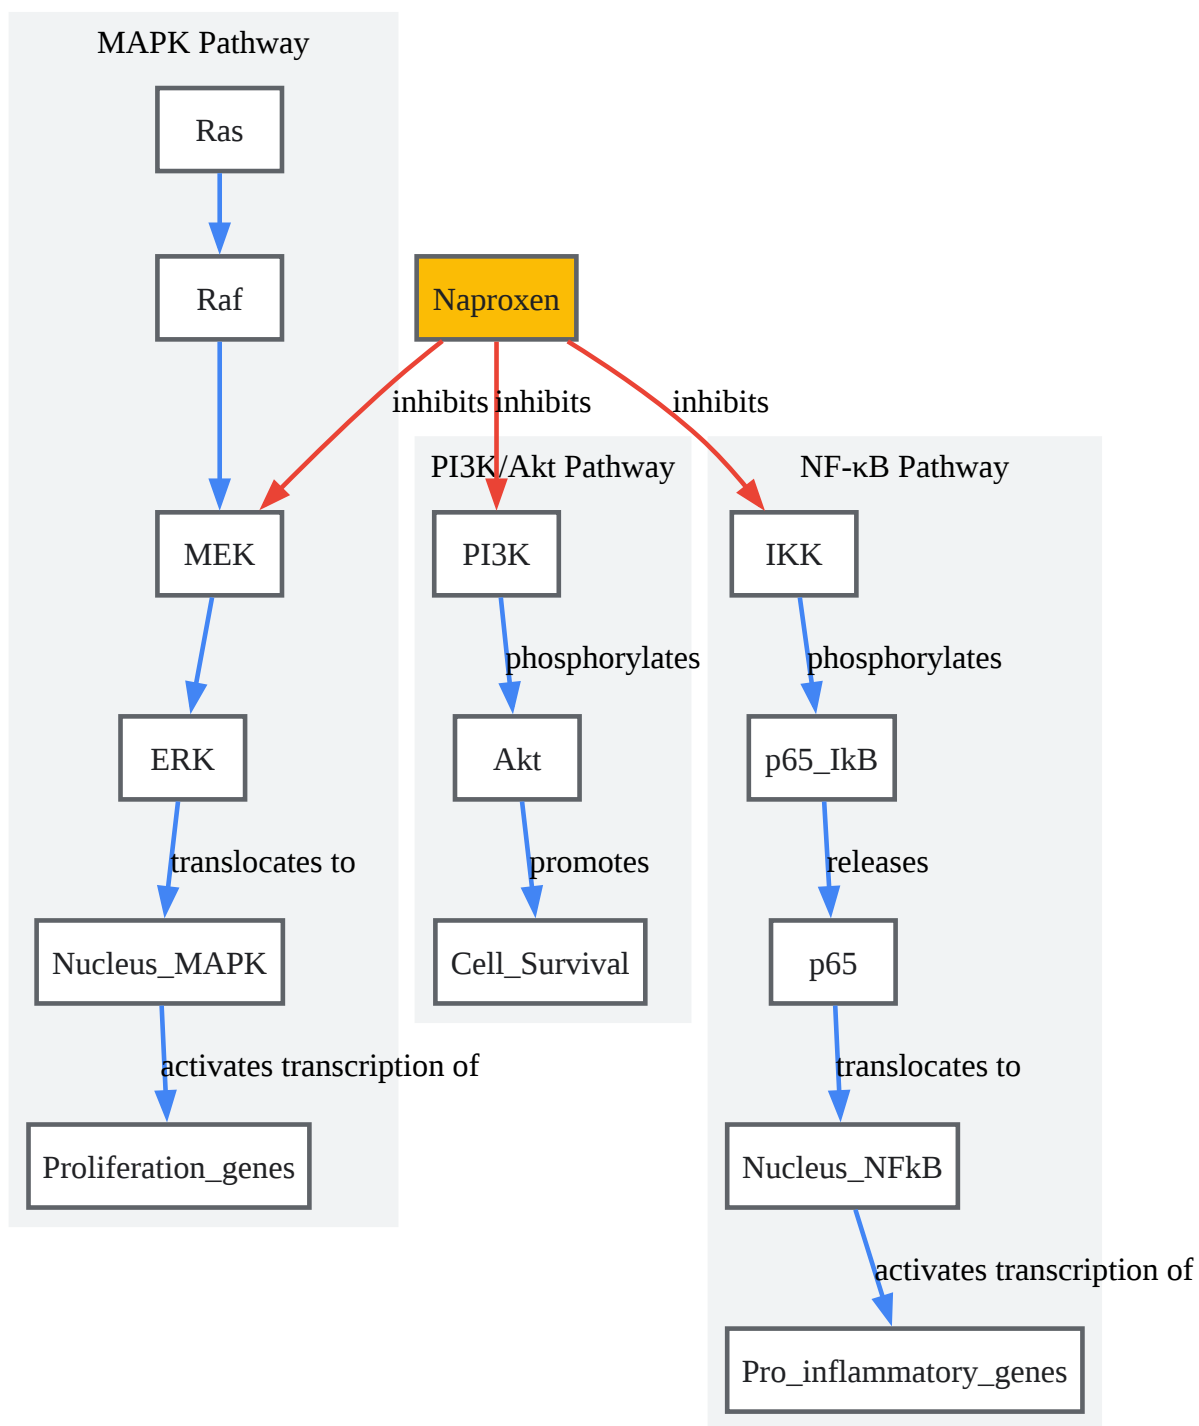 MAPK Pathway
Ras
Raf
Naproxen
inhibits
inhibits
inhibits
PI3K/Akt Pathway
NF-κB Pathway
MEK
PI3K
IKK
phosphorylates
phosphorylates
ERK
Akt
p65_IkB
translocates to
promotes
releases
Nucleus_MAPK
Cell_Survival
p65
activates transcription of
translocates to
Proliferation_genes
Nucleus_NFkB
activates transcription of
Pro_inflammatory_genes